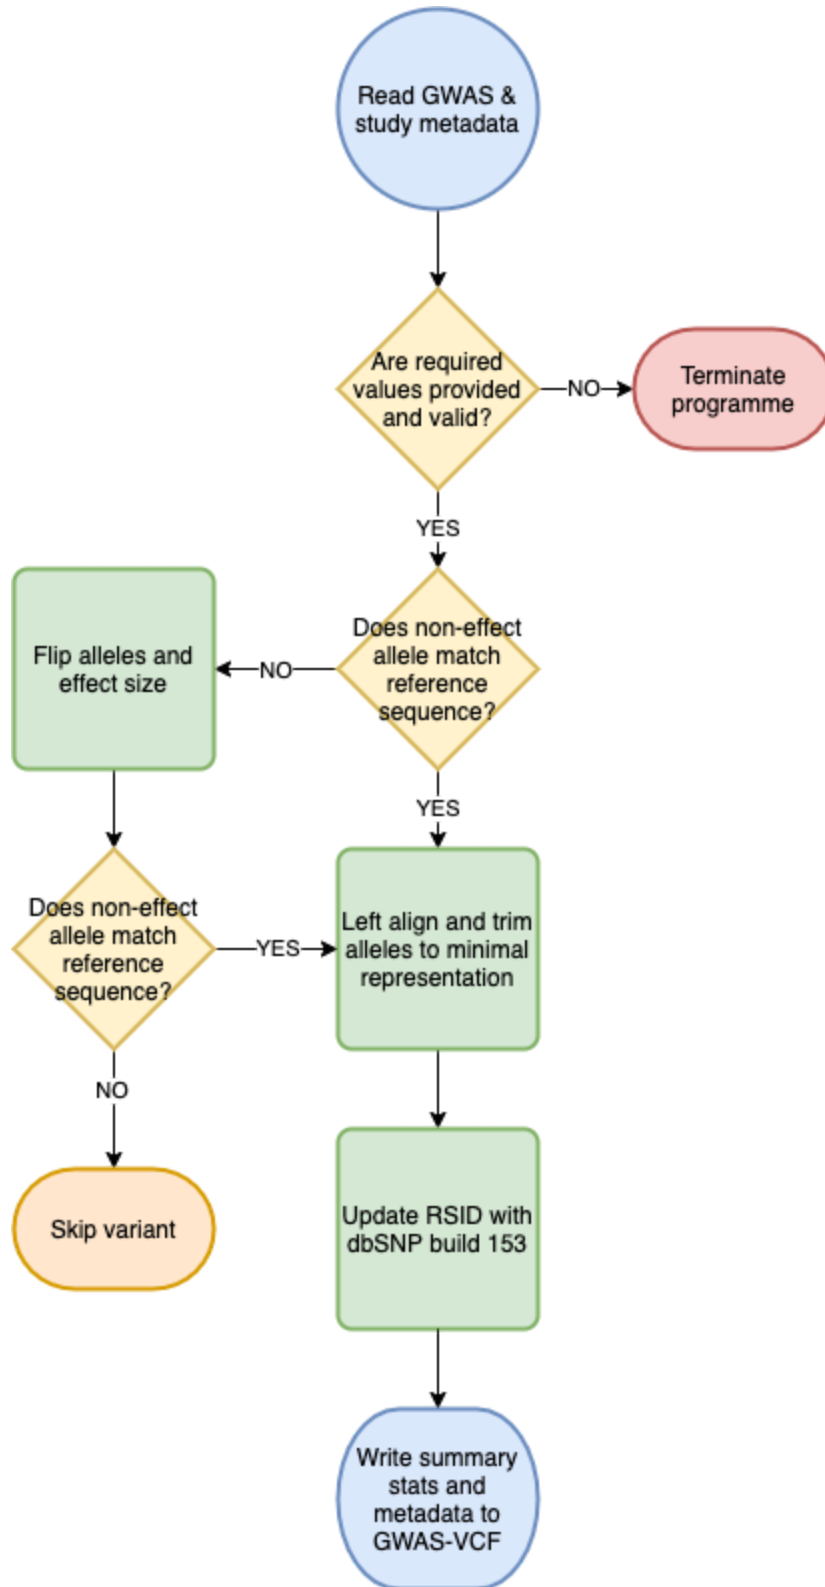 Read GWAS &
study metadata
Are required
values provided
and valid?
NO
Terminate
programme
YES
Does non-effect
allele match
reference
sequence?
NO
Flip alleles and
effect size
YES
Does non-effect
allele match
reference
sequence?
YES
Left align and trim
alleles to minimal
representation
NO
Skip variant
Update RSID with
dbSNP build 153
Write summary
stats and
metadata to
GWAS-VCF